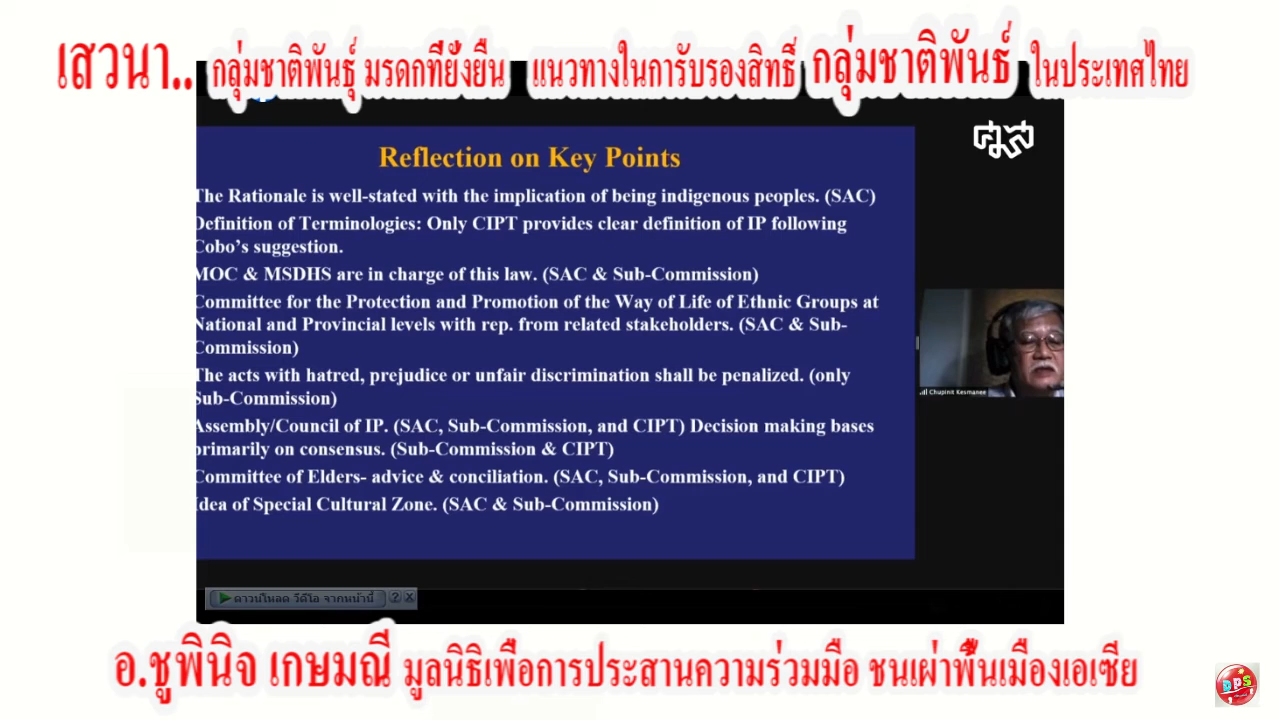 เสวนา.. กลุ่มชาติพันธุ์ มรดกที่ยั่งยืน แนวทางในการับรองสิทธิ์ กลุ่มชาติพันธ์ ในประเทศไทย
ศมส
Reflection on Key Points
The Rationale is well-stated with the implication of being indigenous peoples. (SAC)
Definition of Terminologies: Only CIPT provides clear definition of IP following
Cobo's suggestion.
MOC & MSDHS are in charge of this law. (SAC & Sub-Commission)
Committee for the Protection and Promotion of the Way of Life of Ethnic Groups at
National and Provincial levels with rep. from related stakeholders. (SAC & Sub-
Commission)
The acts with hatred, prejudice or unfair discrimination shall be penalized. (only
Sub-Commission)
Assembly/Council of IP. (SAC, Sub-Commission, and CIPT) Decision making bases
primarily on consensus. (Sub-Commission & CIPT)
Committee of Elders- advice & conciliation. (SAC, Sub-Commission, and CIPT)
Idea of Special Cultural Zone. (SAC & Sub-Commission)
Chupinit Kesmanee
ดาวน์โหลด วีดีโอ จากหน้านี้ ? X
อ.ชูพินิจ เกษมณี มูลนิธิเพื่อการประสานความร่วมมือ ชนเผ่าพื้นเมืองเอเซีย
DPS